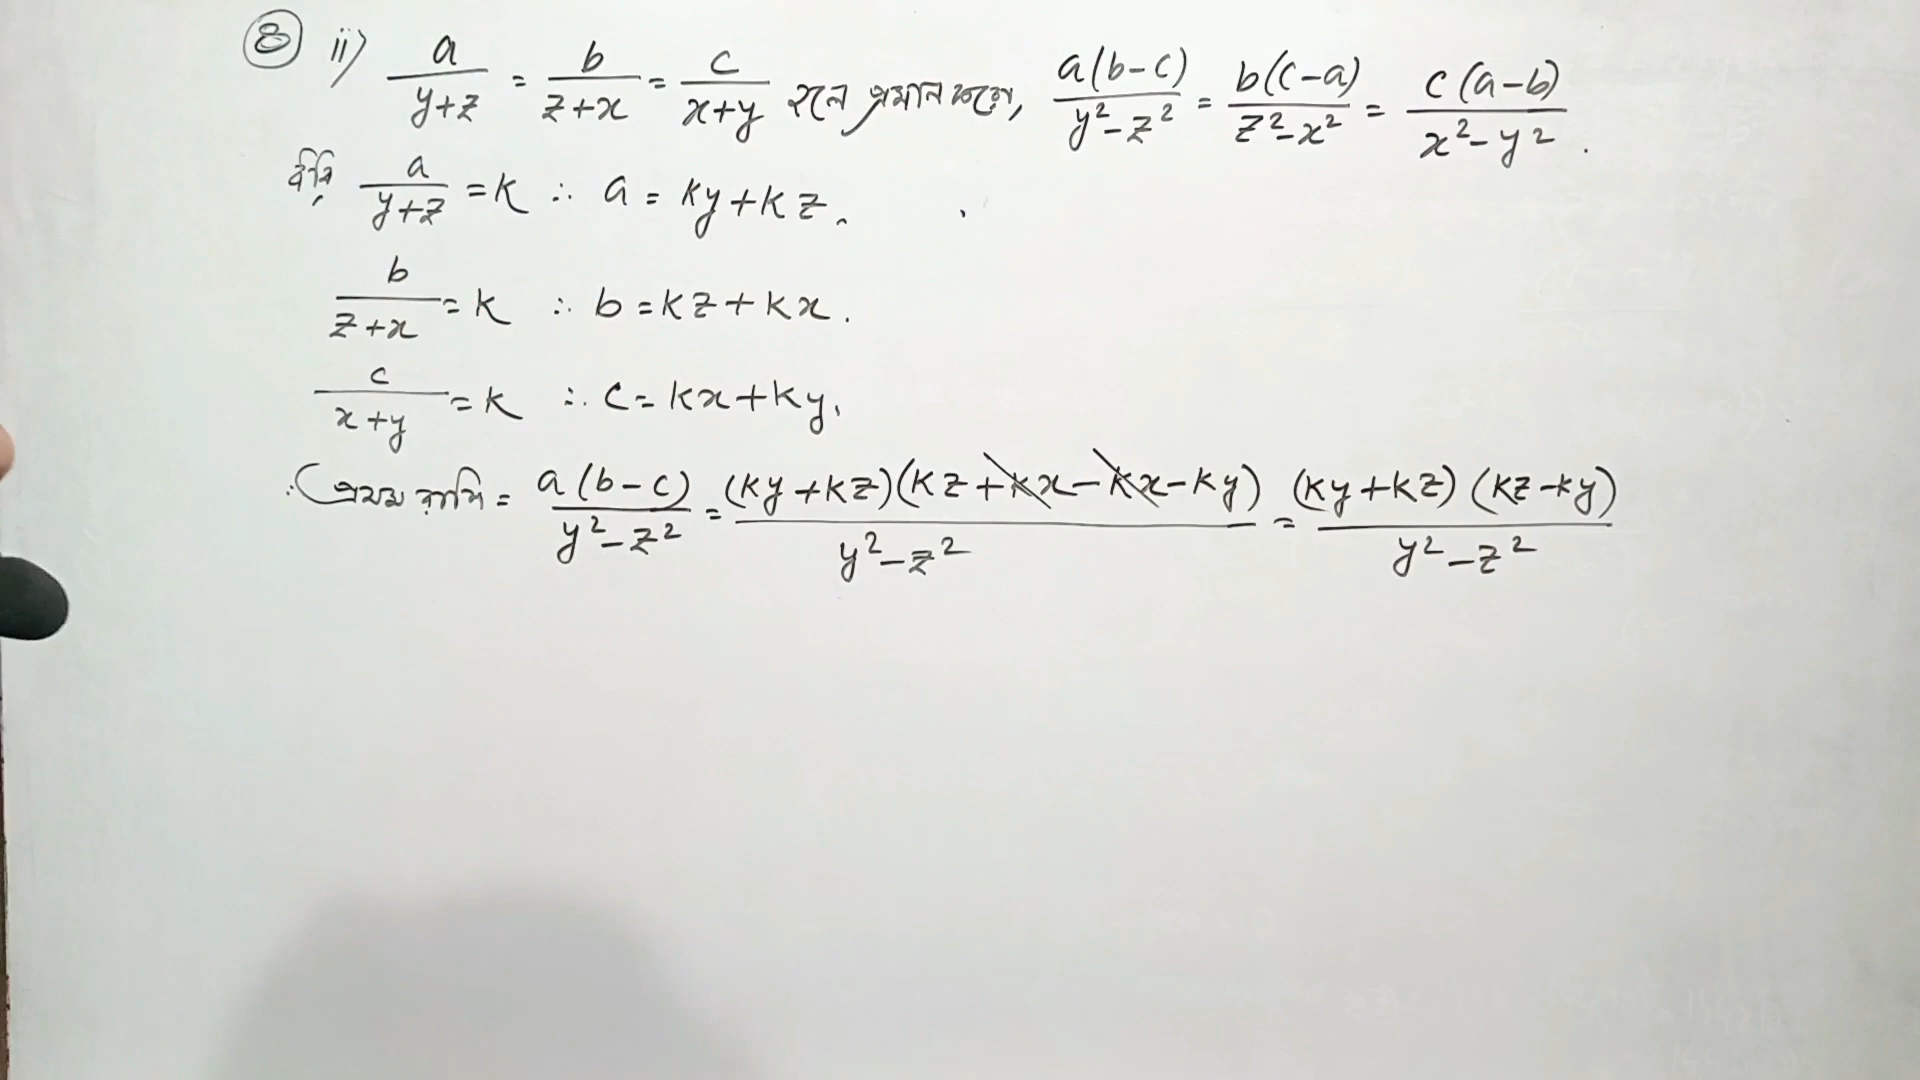 ⑧ ii) a/(y+z) = b/(z+x) = c/(x+y) হলে প্রমান করো, a(b-c)/(y²-z²) = b(c-a)/(z²-x²) = c(a-b)/(x²-y²).
ধরি, a/(y+z) = k ∴ a = ky+kz.
b/(z+x) = k ∴ b = kz+kx.
c/(x+y) = k ∴ c = kx+ky.
∴ প্রথম রাশি = a(b-c)/(y²-z²) = (ky+kz)(kz+kx-kx-ky)/(y²-z²) = (ky+kz)(kz-ky)/(y²-z²)